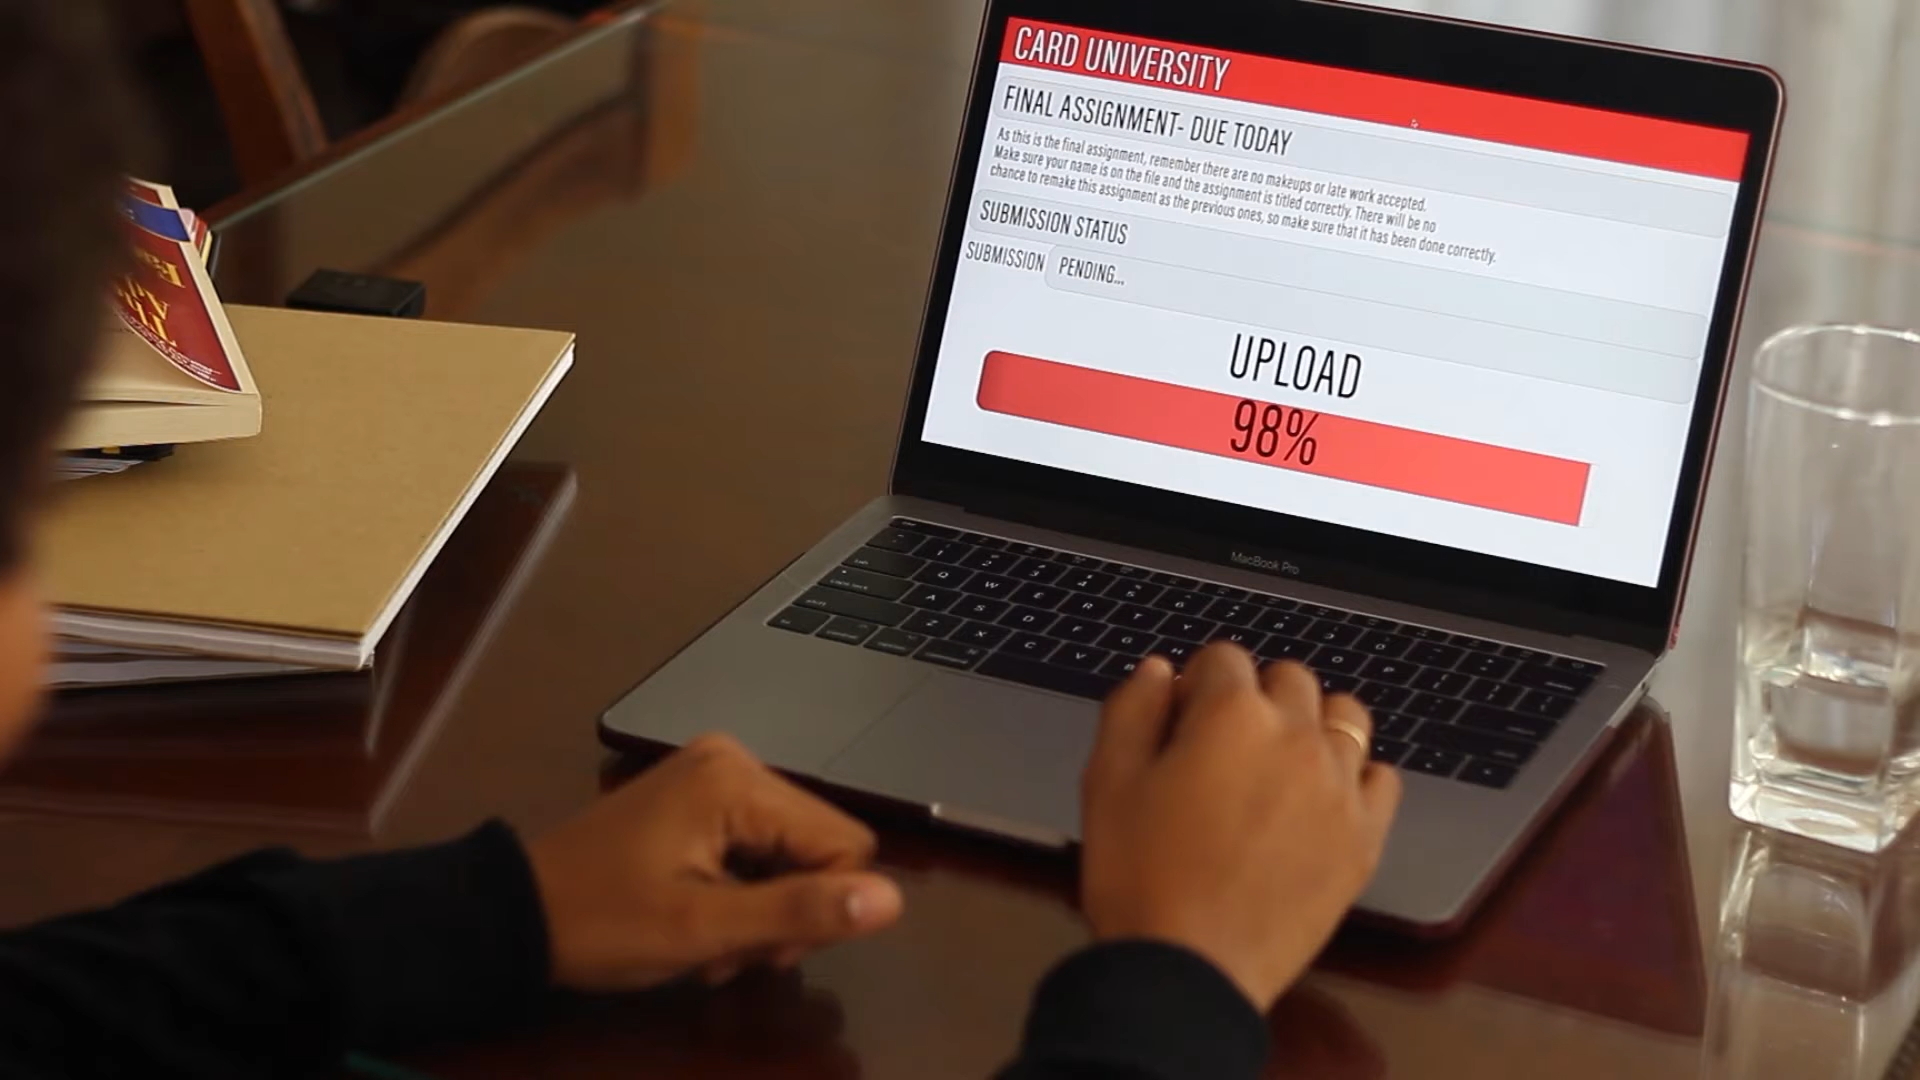 CARD UNIVERSITY
FINAL ASSIGNMENT- DUE TODAY
As this is the final assignment, remember there are no makeups or late work accepted.
Make sure your name is on the file and the assignment is titled correctly. There will be no
chance to remake this assignment as the previous ones, so make sure that it has been done correctly.
SUBMISSION STATUS
SUBMISSION PENDING...
UPLOAD
98%
MacBook Pro